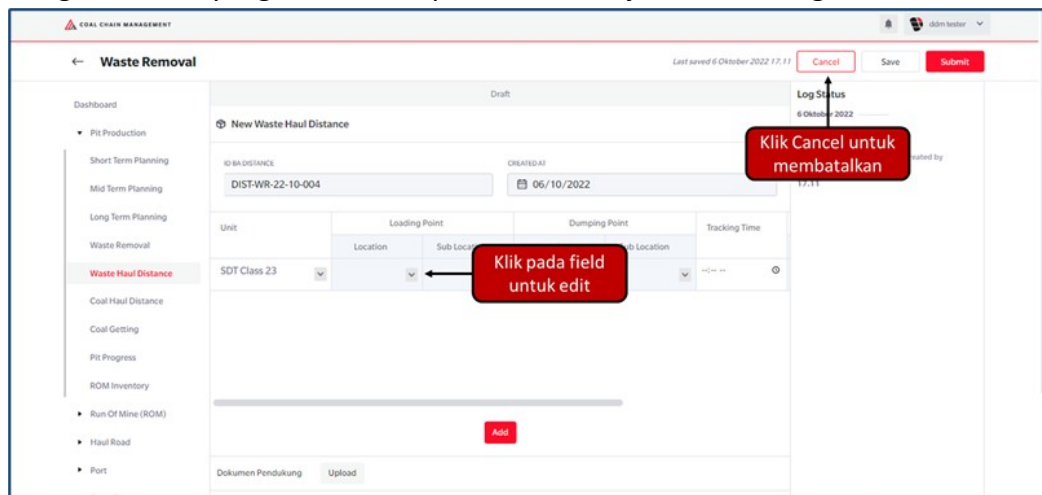 COAL CHAIN MANAGEMENT
ddm tester
← Waste Removal
Last saved 6 Oktober 2022 17.11
Cancel
Save
Submit
Dashboard
Pit Production
Short Term Planning
Mid Term Planning
Long Term Planning
Waste Removal
Waste Haul Distance
Coal Haul Distance
Coal Getting
Pit Progress
ROM Inventory
Run Of Mine (ROM)
Haul Road
Port
Draft
New Waste Haul Distance
ID BA DISTANCE
CREATED AT
DIST-WR-22-10-004
06/10/2022
Unit
Loading Point
Dumping Point
Tracking Time
Location
Sub Location
SDT Class 23
--:-- --
Klik pada field
untuk edit
Add
Dokumen Pendukung
Upload
Log Status
6 Oktober 2022
Klik Cancel untuk
membatalkan
17.11